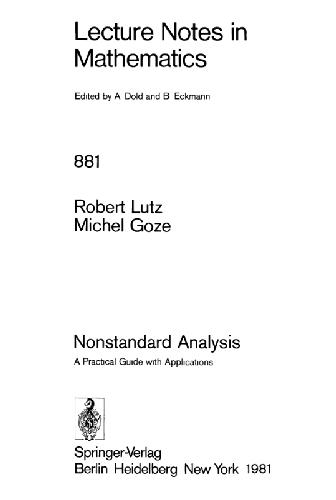 Lecture Notes in
Mathematics
Edited by A Dold and B Eckmann
881
Robert Lutz
Michel Goze
Nonstandard Analysis
A Practical Guide with Applications
Springer-Verlag
Berlin Heidelberg New York 1981